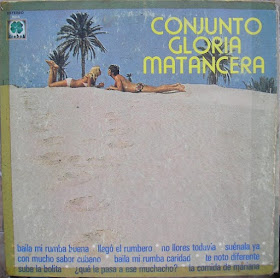 CONJUNTO
GLORIA
MATANCERA
baila mi rumba buena llegó el rumbero no llores todavía suénala ya
con mucho sabor cubano baila mi rumba caridad te noto diferente
sube la bolita ¿qué le pasa a ese muchacho? la comida de mañana